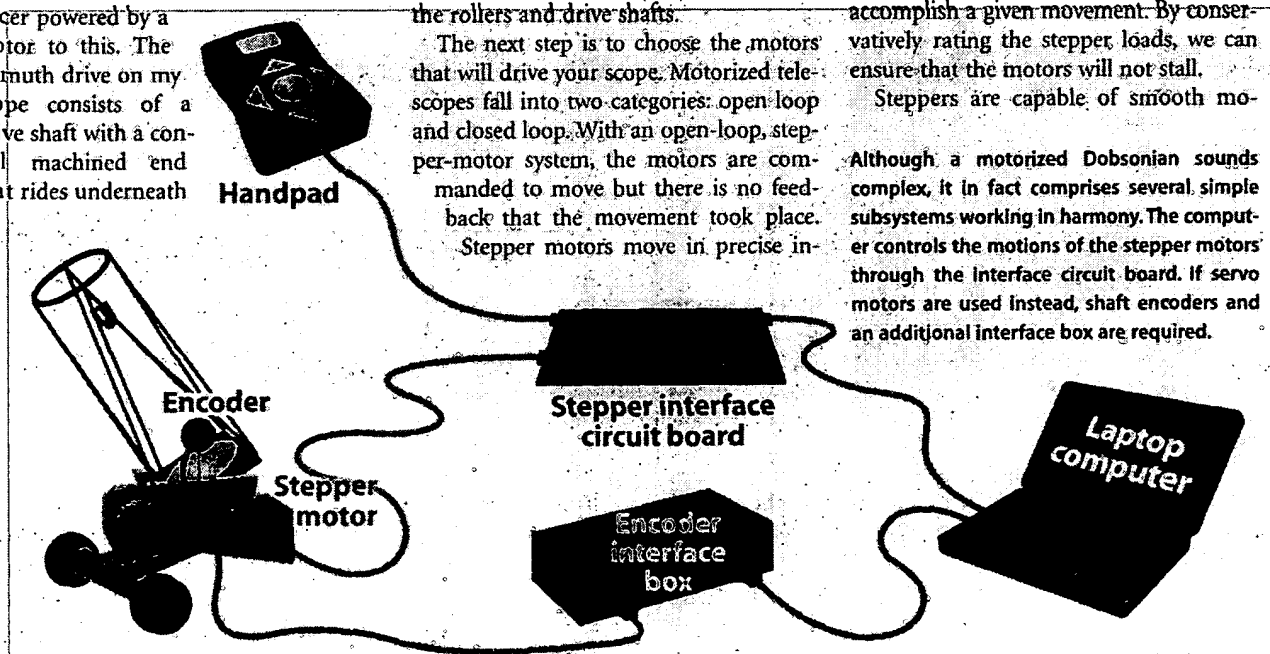 cer powered by a
otor to this. The
muth drive on my
ope consists of a
ve shaft with a con-
l machined end
at rides underneath
the rollers and drive shafts.
The next step is to choose the motors
that will drive your scope. Motorized tele-
scopes fall into two categories: open loop
and closed loop. With an open-loop, step-
per-motor system, the motors are com-
manded to move but there is no feed-
back that the movement took place.
Stepper motors move in precise in-
accomplish a given movement. By conser-
vatively rating the stepper loads, we can
ensure that the motors will not stall.
Steppers are capable of smooth mo-
Although a motorized Dobsonian sounds
complex, it in fact comprises several simple
subsystems working in harmony. The comput-
er controls the motions of the stepper motors
through the interface circuit board. If servo
motors are used instead, shaft encoders and
an additional interface box are required.
Handpad
Encoder
Stepper
motor
Stepper interface
circuit board
Encoder
interface
box
Laptop
computer